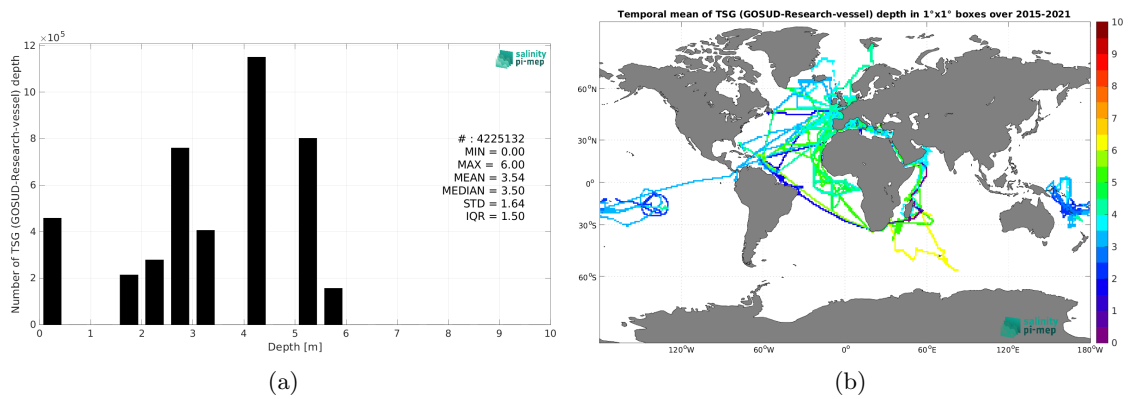 ×10⁵
12
10
8
6
4
2
0
Number of TSG (GOSUD-Research-vessel) depth
salinity
pi-mep
# : 4225132
MIN = 0.00
MAX = 6.00
MEAN = 3.54
MEDIAN = 3.50
STD = 1.64
IQR = 1.50
0 1 2 3 4 5 6 7 8 9 10
Depth [m]
(a)
Temporal mean of TSG (GOSUD-Research-vessel) depth in 1°x1° boxes over 2015-2021
60°N
30°N
0°
30°S
60°S
120°W 60°W 0° 60°E 120°E 180°W
salinity
pi-mep
10
9
8
7
6
5
4
3
2
1
0
(b)